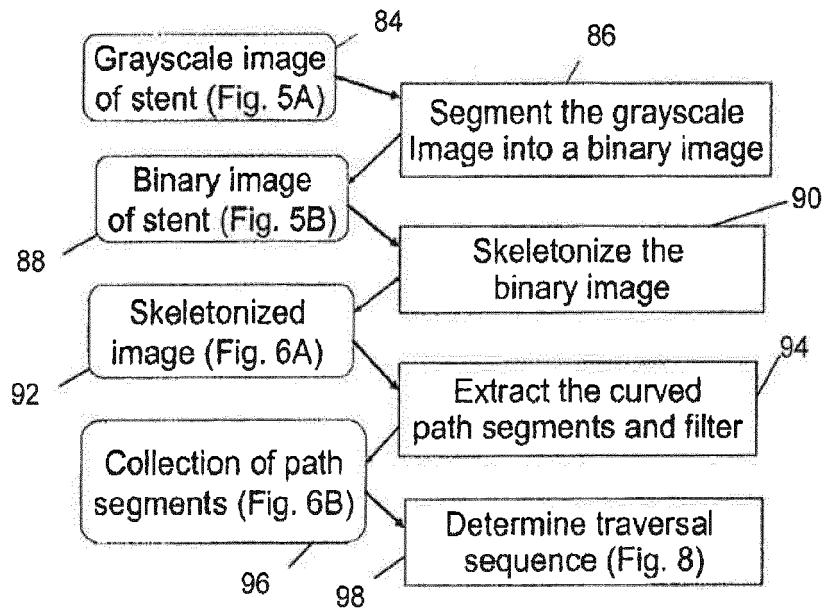 84
Grayscale image
of stent (Fig. 5A)
86
Segment the grayscale
Image into a binary image
Binary image
of stent (Fig. 5B)
88
90
Skeletonize the
binary image
Skeletonized
image (Fig. 6A)
92
94
Extract the curved
path segments and filter
Collection of path
segments (Fig. 6B)
96
Determine traversal
sequence (Fig. 8)
98